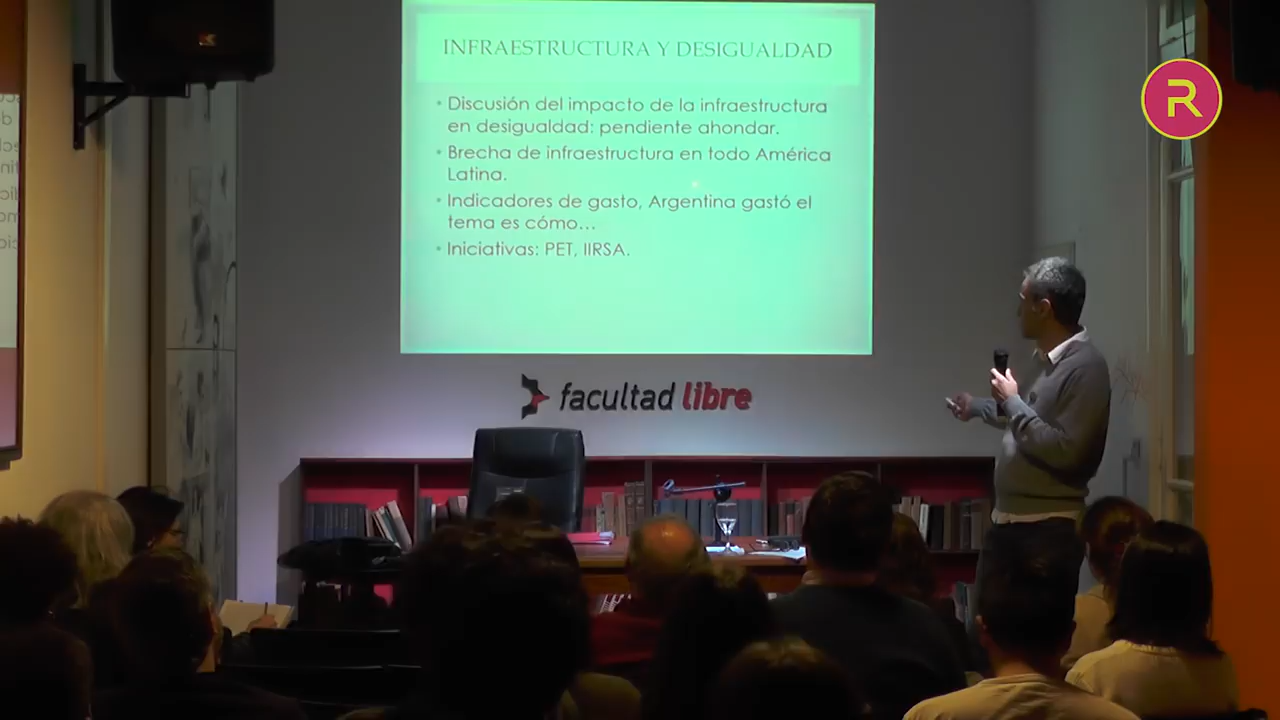 INFRAESTRUCTURA Y DESIGUALDAD
• Discusión del impacto de la infraestructura
en desigualdad: pendiente ahondar.
• Brecha de infraestructura en todo América
Latina.
• Indicadores de gasto, Argentina gastó el
tema es cómo...
• Iniciativas: PET, IIRSA.
facultad libre
R